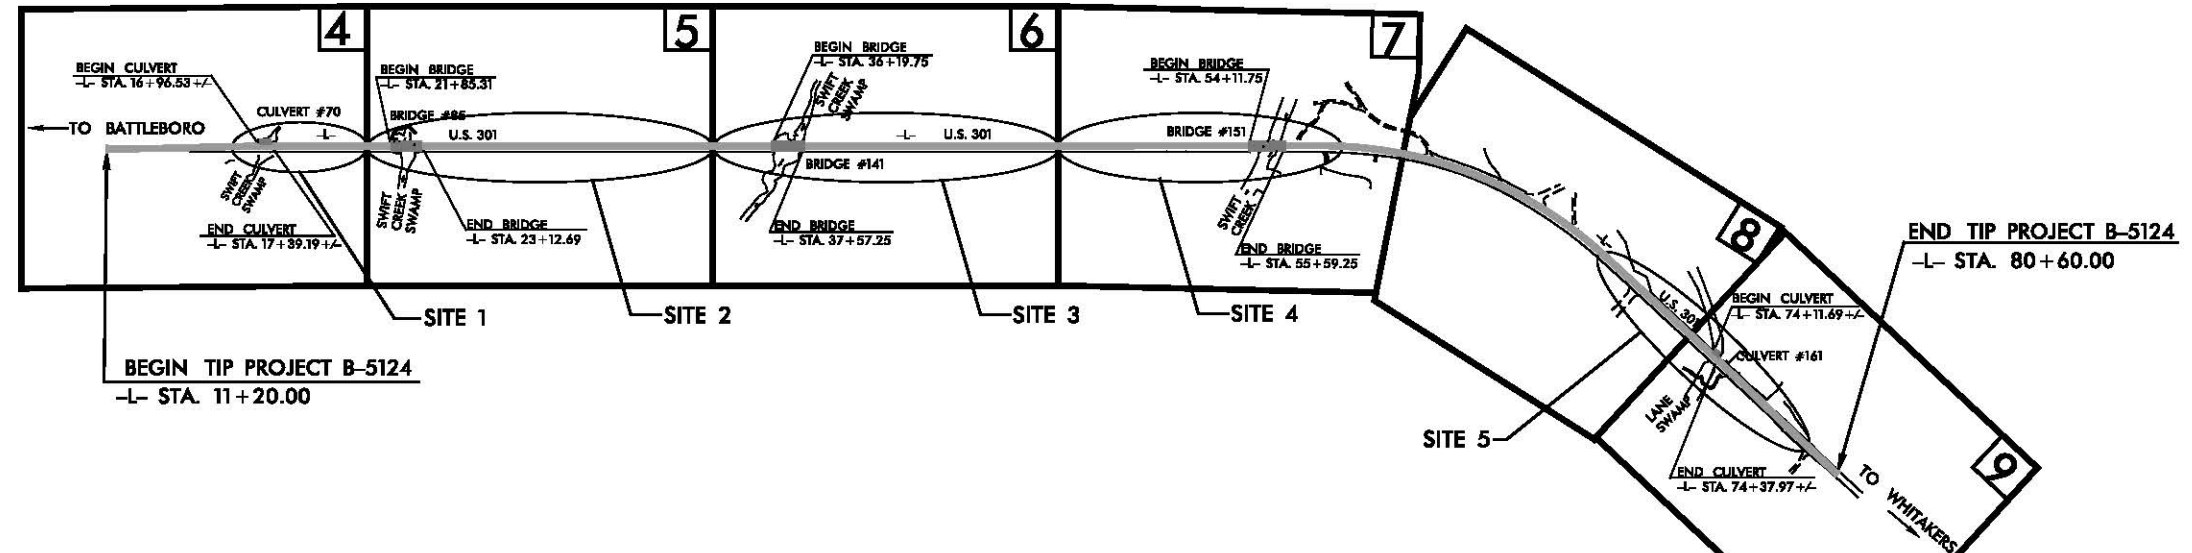 4
5
6
7
8
9
BEGIN CULVERT
-L- STA. 16+96.53+/-
CULVERT #70
-L-
TO BATTLEBORO
SWIFT
CREEK
SWAMP
END CULVERT
-L- STA. 17+39.19+/-
SITE 1
BEGIN TIP PROJECT B-5124
-L- STA. 11+20.00
BEGIN BRIDGE
-L- STA. 21+85.31
BRIDGE #85
U.S. 301
SWIFT
CREEK
SWAMP
END BRIDGE
-L- STA. 23+12.69
SITE 2
BEGIN BRIDGE
-L- STA. 36+19.75
SWIFT
CREEK
SWAMP
-L-
U.S. 301
BRIDGE #141
END BRIDGE
-L- STA. 37+57.25
SITE 3
BEGIN BRIDGE
-L- STA. 54+11.75
BRIDGE #151
SWIFT
CREEK
END BRIDGE
-L- STA. 55+59.25
SITE 4
-L-
U.S. 301
BEGIN CULVERT
-L- STA. 74+11.69+/-
CULVERT #161
LANE
SWAMP
SITE 5
END CULVERT
-L- STA. 74+37.97+/-
END TIP PROJECT B-5124
-L- STA. 80+60.00
TO WHITAKERS